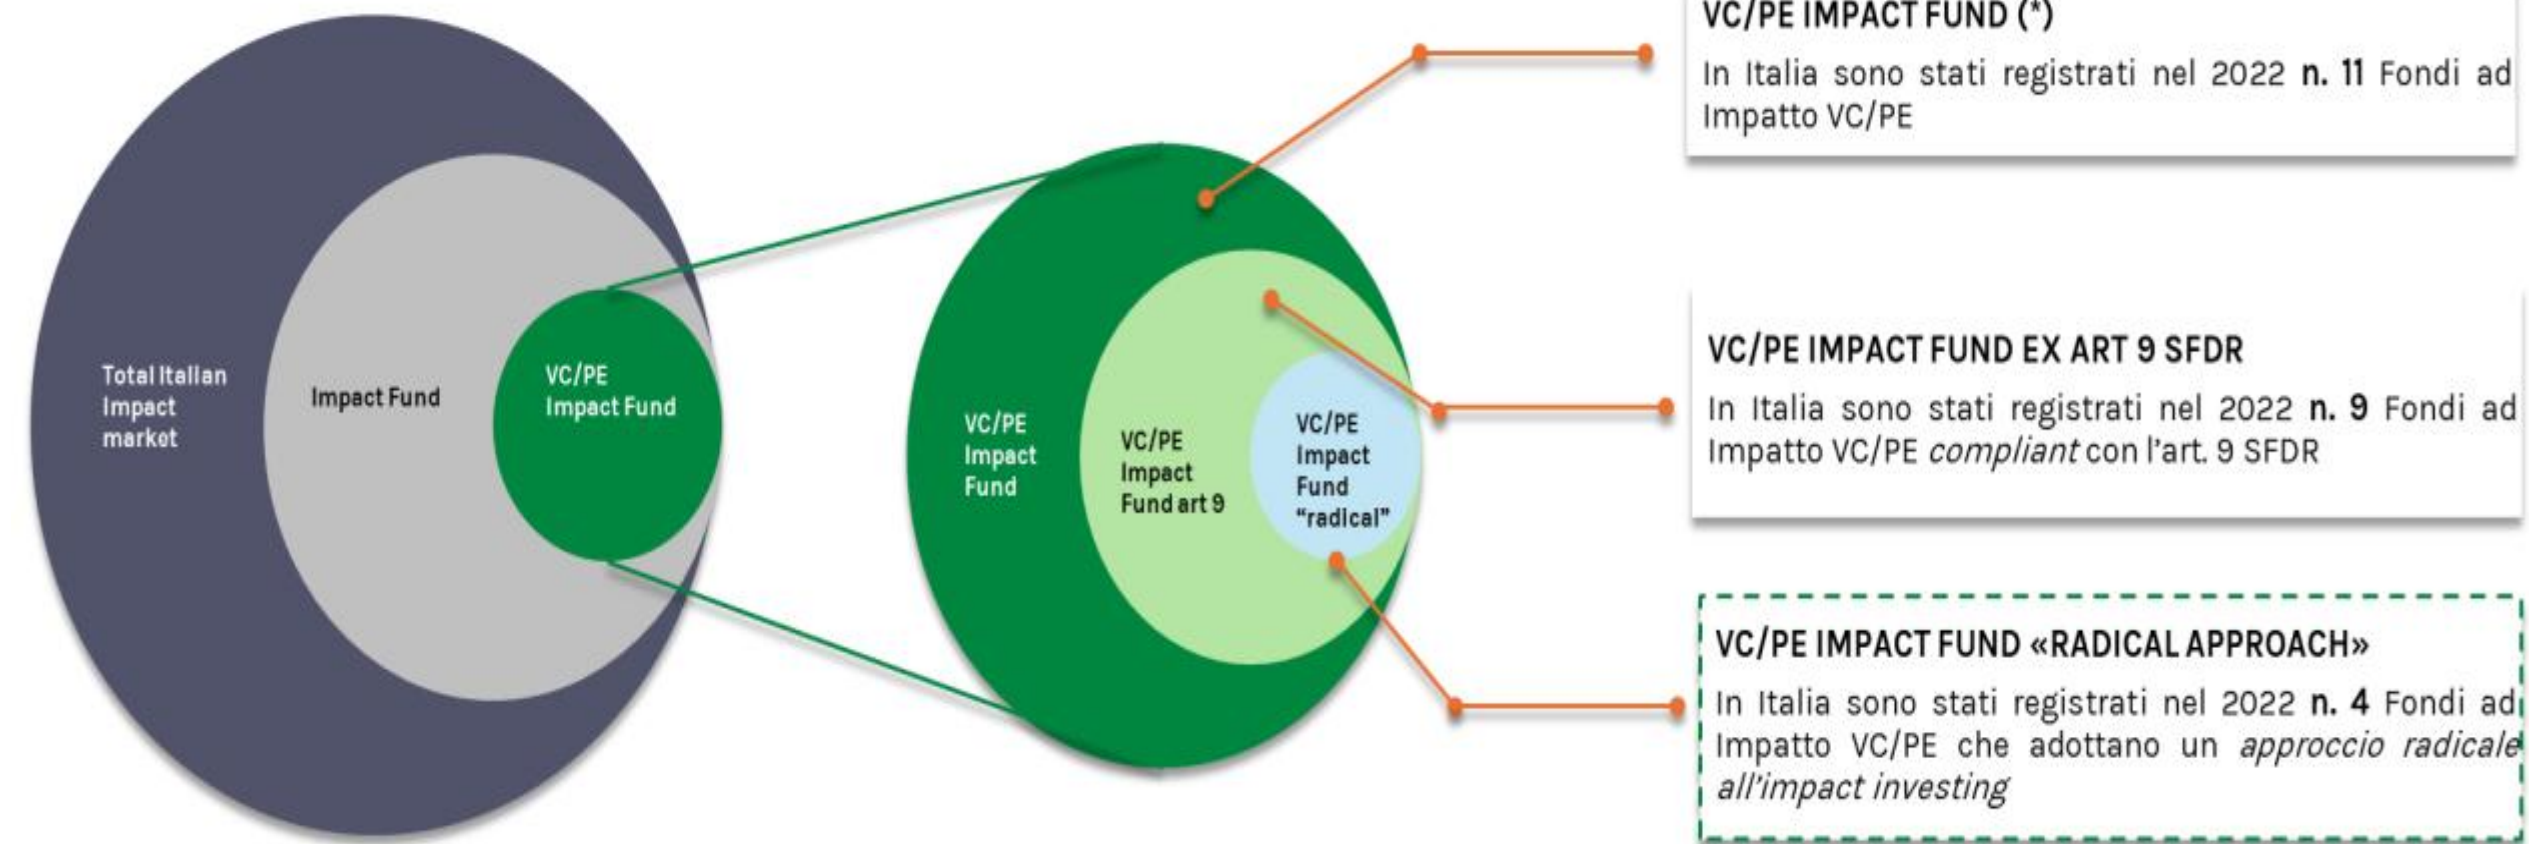 Total Italian
Impact
market
Impact Fund
VC/PE
Impact Fund
VC/PE
Impact
Fund
VC/PE
Impact
Fund art 9
VC/PE
Impact
Fund
“radical”
VC/PE IMPACT FUND (*)
In Italia sono stati registrati nel 2022 n. 11 Fondi ad
Impatto VC/PE
VC/PE IMPACT FUND EX ART 9 SFDR
In Italia sono stati registrati nel 2022 n. 9 Fondi ad
Impatto VC/PE compliant con l’art. 9 SFDR
VC/PE IMPACT FUND «RADICAL APPROACH»
In Italia sono stati registrati nel 2022 n. 4 Fondi ad
Impatto VC/PE che adottano un approccio radicale
all’impact investing